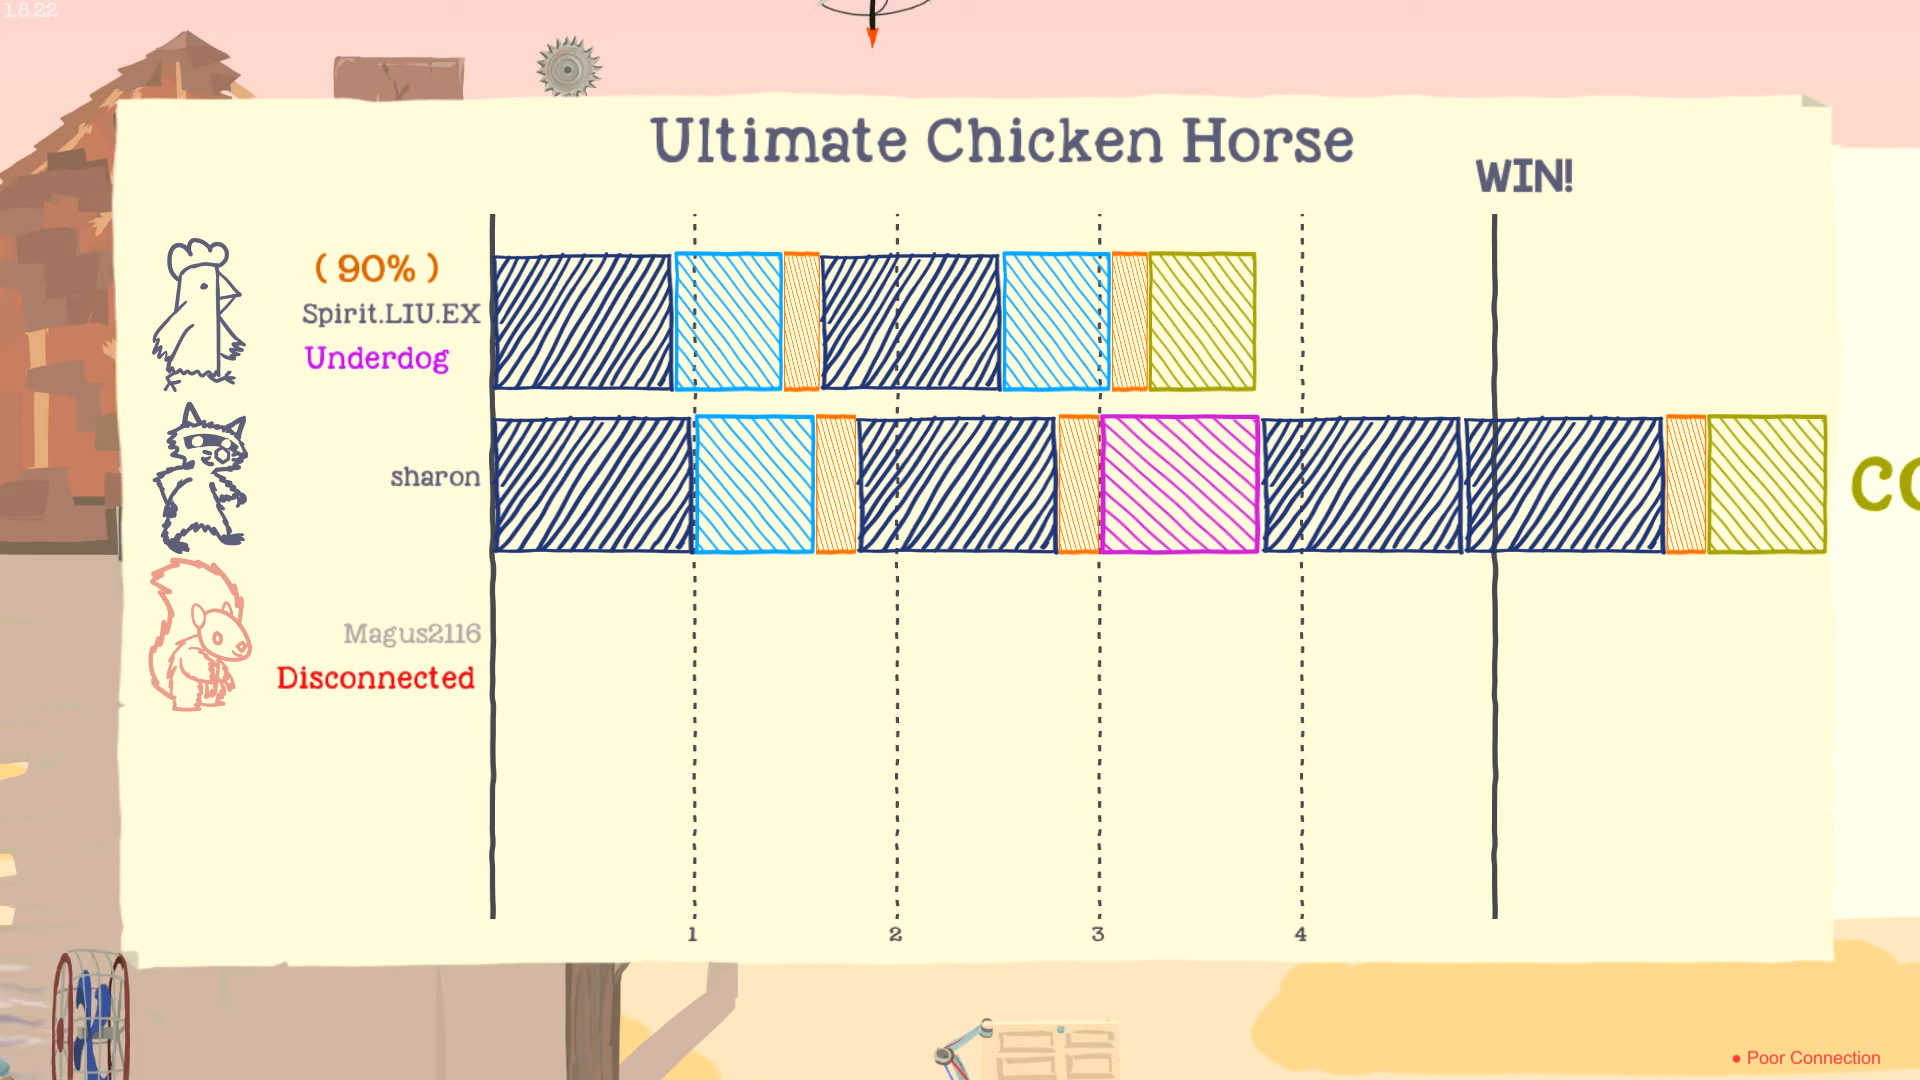 1.8.22
Ultimate Chicken Horse
WIN!
( 90% )
Spirit.LIU.EX
Underdog
sharon
Magus2116
Disconnected
1 2 3 4
• Poor Connection